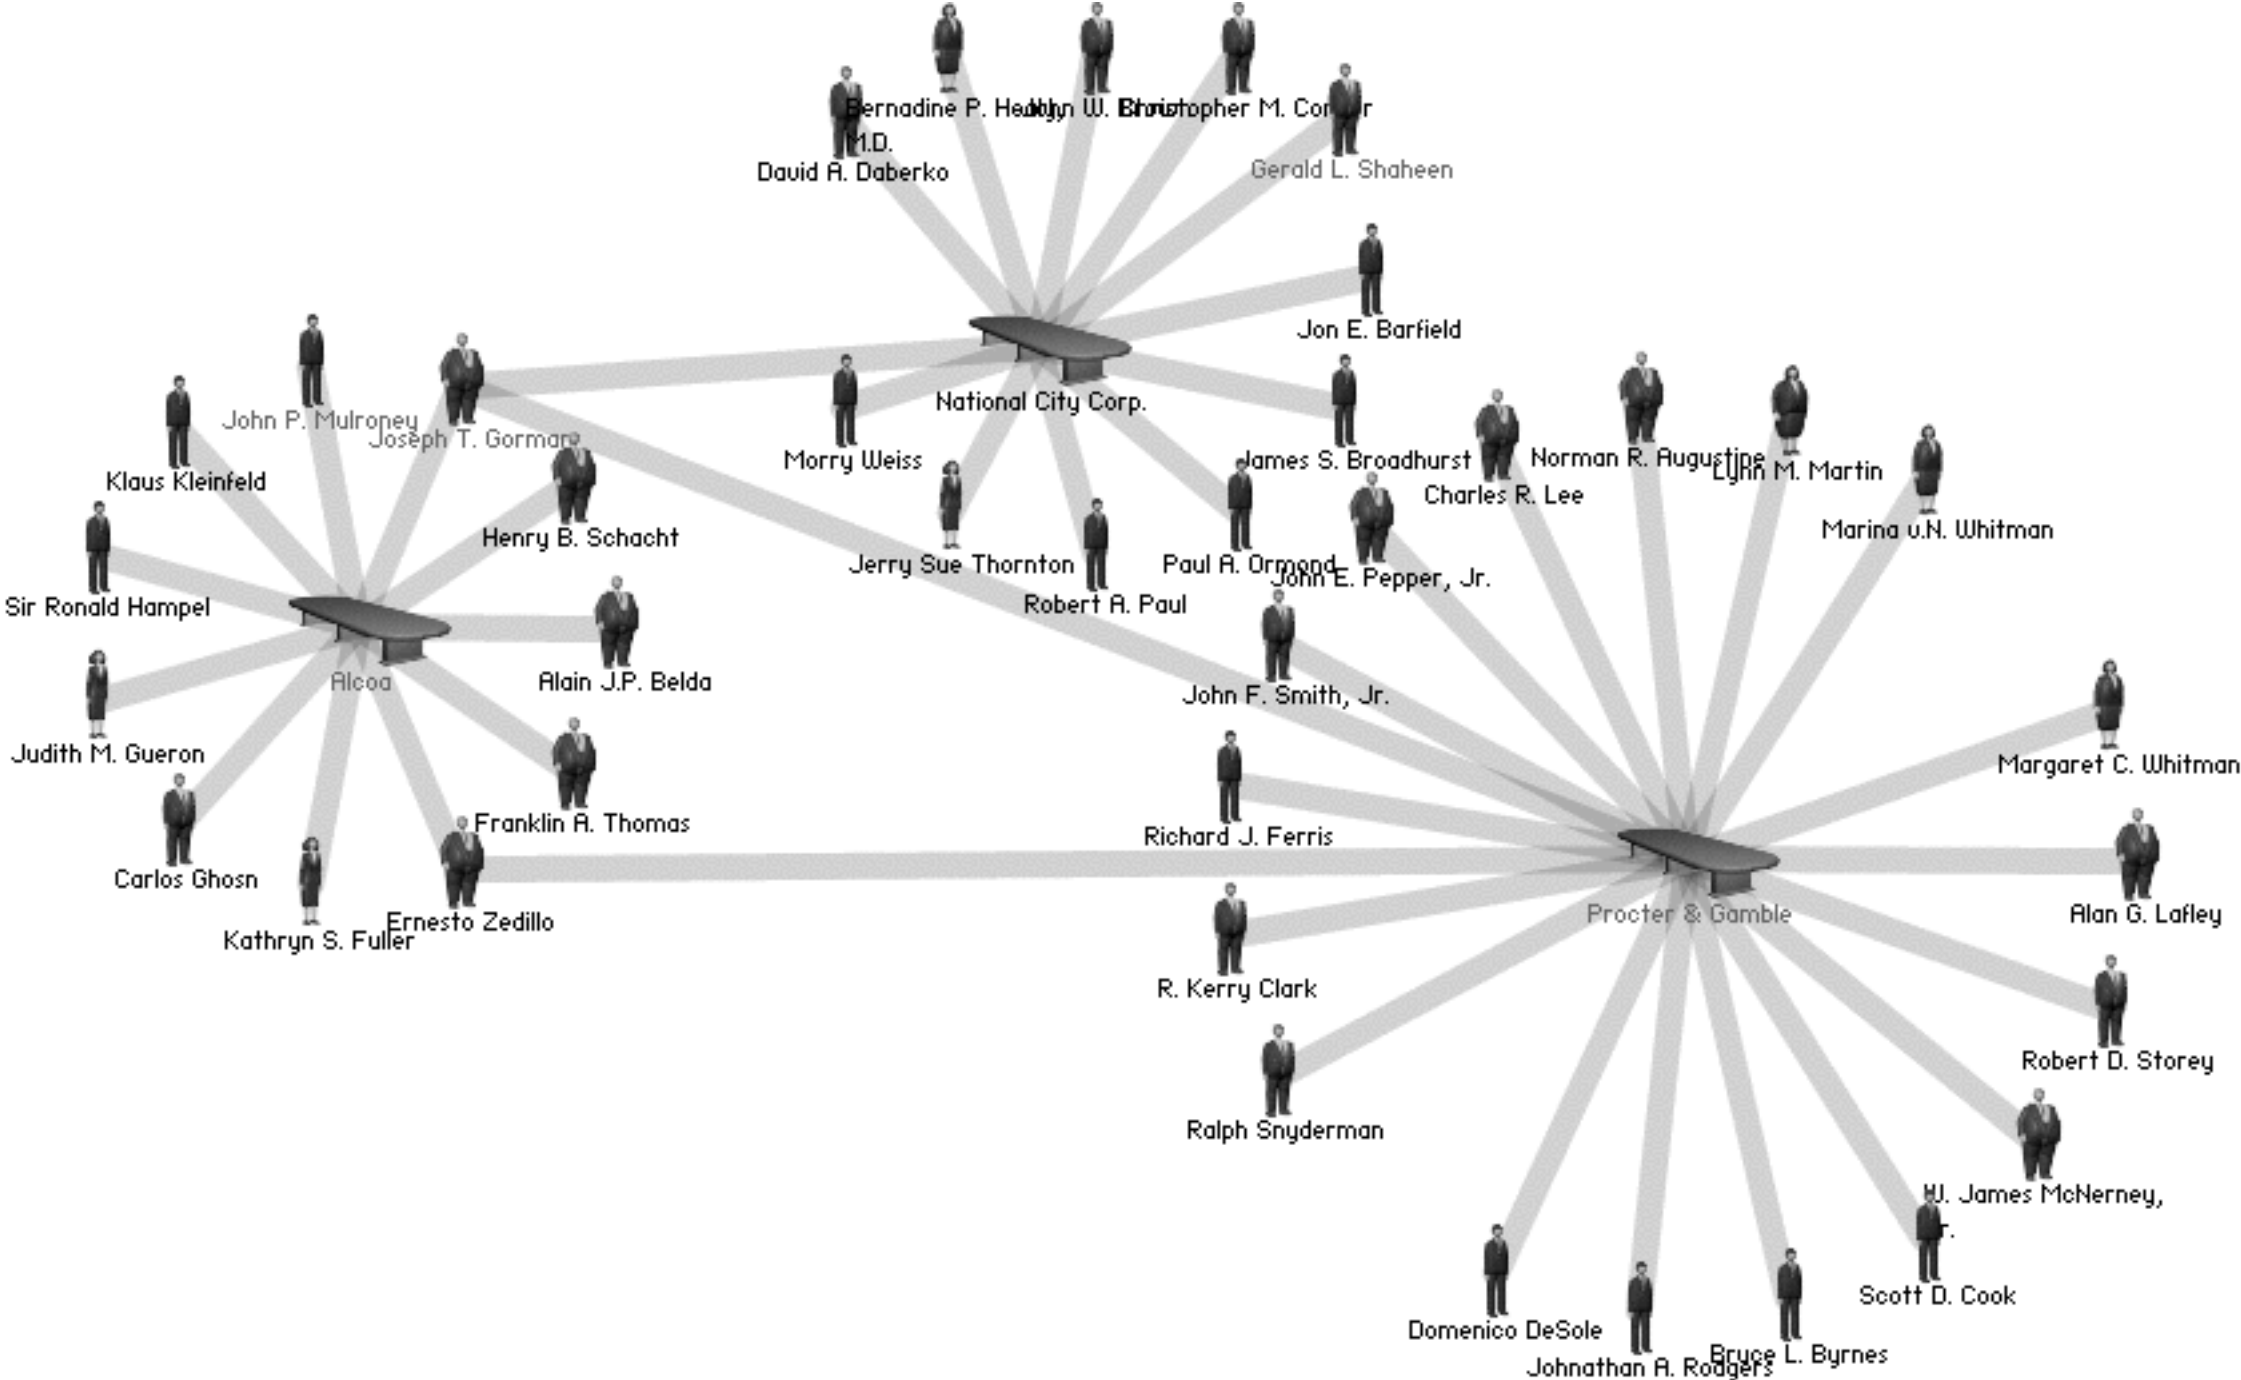 Bernadine P. Healy,
M.D.
John W. Brown
Christopher M. Connor
David A. Daberko
Gerald L. Shaheen
Jon E. Barfield
National City Corp.
John P. Mulroney
Joseph T. Gorman
Morry Weiss
James S. Broadhurst
Norman R. Augustine
Lynn M. Martin
Klaus Kleinfeld
Charles R. Lee
Marina v.N. Whitman
Henry B. Schacht
Jerry Sue Thornton
Paul A. Ormond
John E. Pepper, Jr.
Sir Ronald Hampel
Robert A. Paul
Alcoa
Alain J.P. Belda
John F. Smith, Jr.
Judith M. Gueron
Margaret C. Whitman
Franklin A. Thomas
Richard J. Ferris
Carlos Ghosn
Ernesto Zedillo
Procter & Gamble
Alan G. Lafley
Kathryn S. Fuller
R. Kerry Clark
Robert D. Storey
Ralph Snyderman
W. James McNerney,
Jr.
Scott D. Cook
Domenico DeSole
Bryce L. Byrnes
Johnathan A. Rodgers